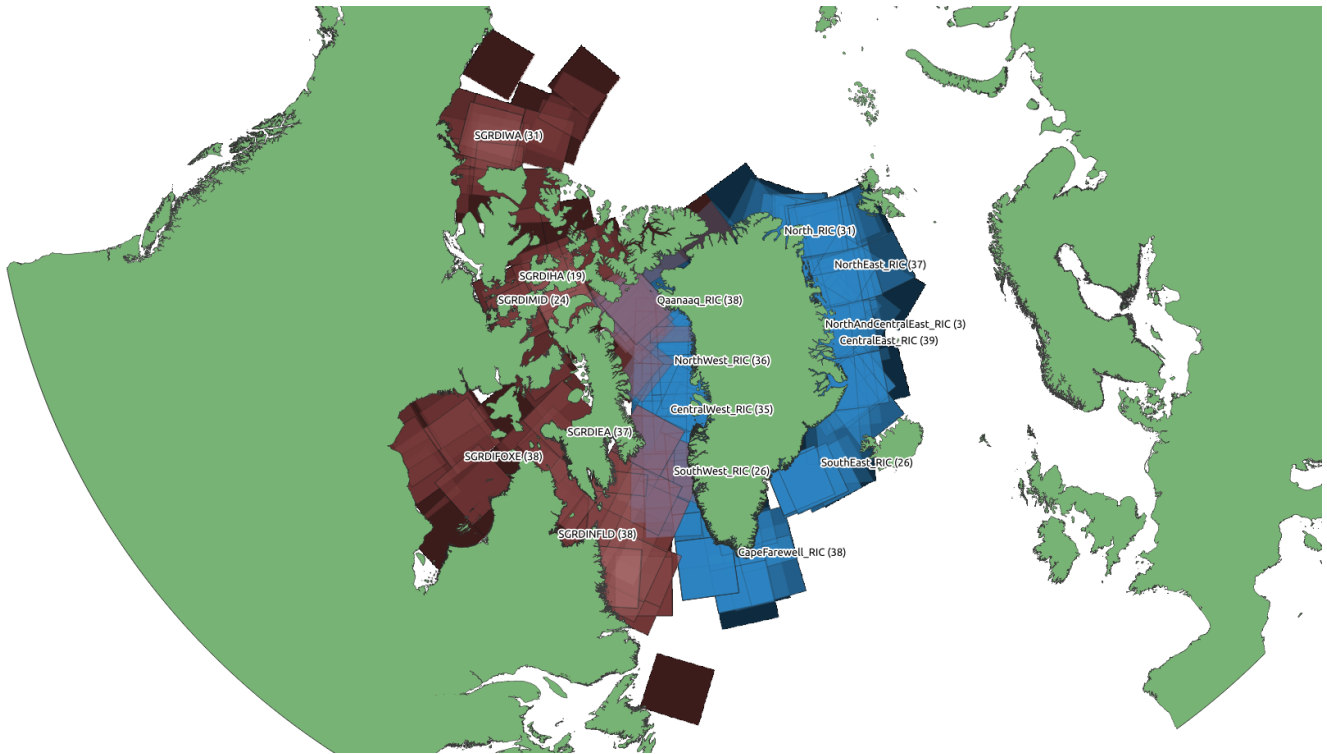 SGRDIWA (31)
North_RIC (31)
NorthEast_RIC (37)
SGRDIHA (19)
SGRDIMID (24)
Qaanaaq_RIC (38)
NorthAndCentralEast_RIC (3)
CentralEast_RIC (39)
NorthWest_RIC (36)
CentralWest_RIC (35)
SGRDIEA (37)
SGRDIFOXE (38)
SouthEast_RIC (26)
SouthWest_RIC (26)
SGRDINFLD (38)
CapeFarewell_RIC (38)